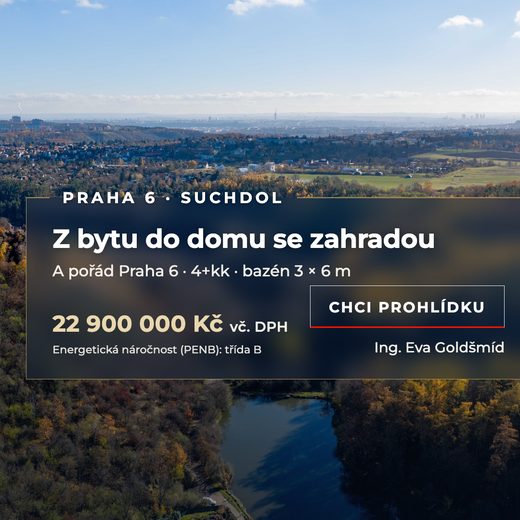 PRAHA 6 · SUCHDOL
Z bytu do domu se zahradou
A pořád Praha 6 · 4+kk · bazén 3 × 6 m
CHCI PROHLÍDKU
22 900 000 Kč vč. DPH
Energetická náročnost (PENB): třída B
Ing. Eva Goldšmíd